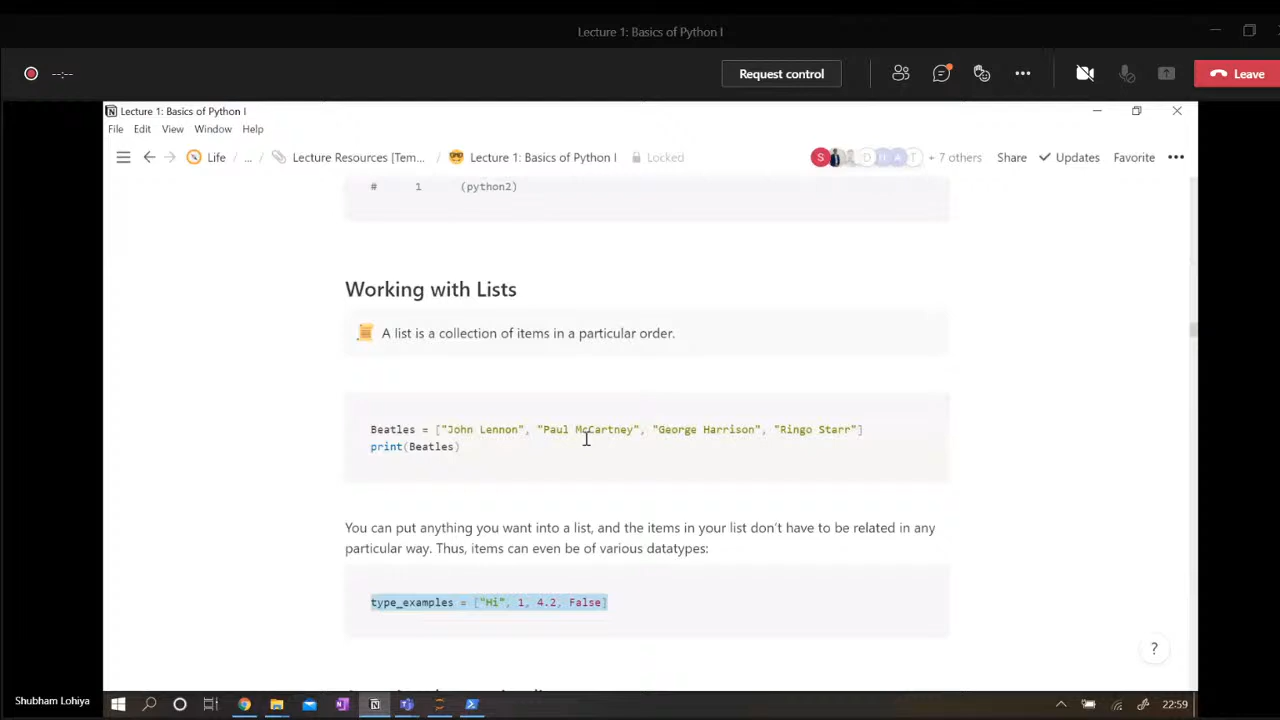 Lecture 1: Basics of Python I
--:--
Request control
Leave
Lecture 1: Basics of Python I
File Edit View Window Help
Life / ... / Lecture Resources [Tem... / Lecture 1: Basics of Python I Locked
S D H A T + 7 others Share Updates Favorite
# 1 (python2)
Working with Lists
A list is a collection of items in a particular order.
Beatles = ["John Lennon", "Paul McCartney", "George Harrison", "Ringo Starr"]
print(Beatles)
You can put anything you want into a list, and the items in your list don't have to be related in any
particular way. Thus, items can even be of various datatypes:
type_examples = ["Hi", 1, 4.2, False]
?
Shubham Lohiya
22:59